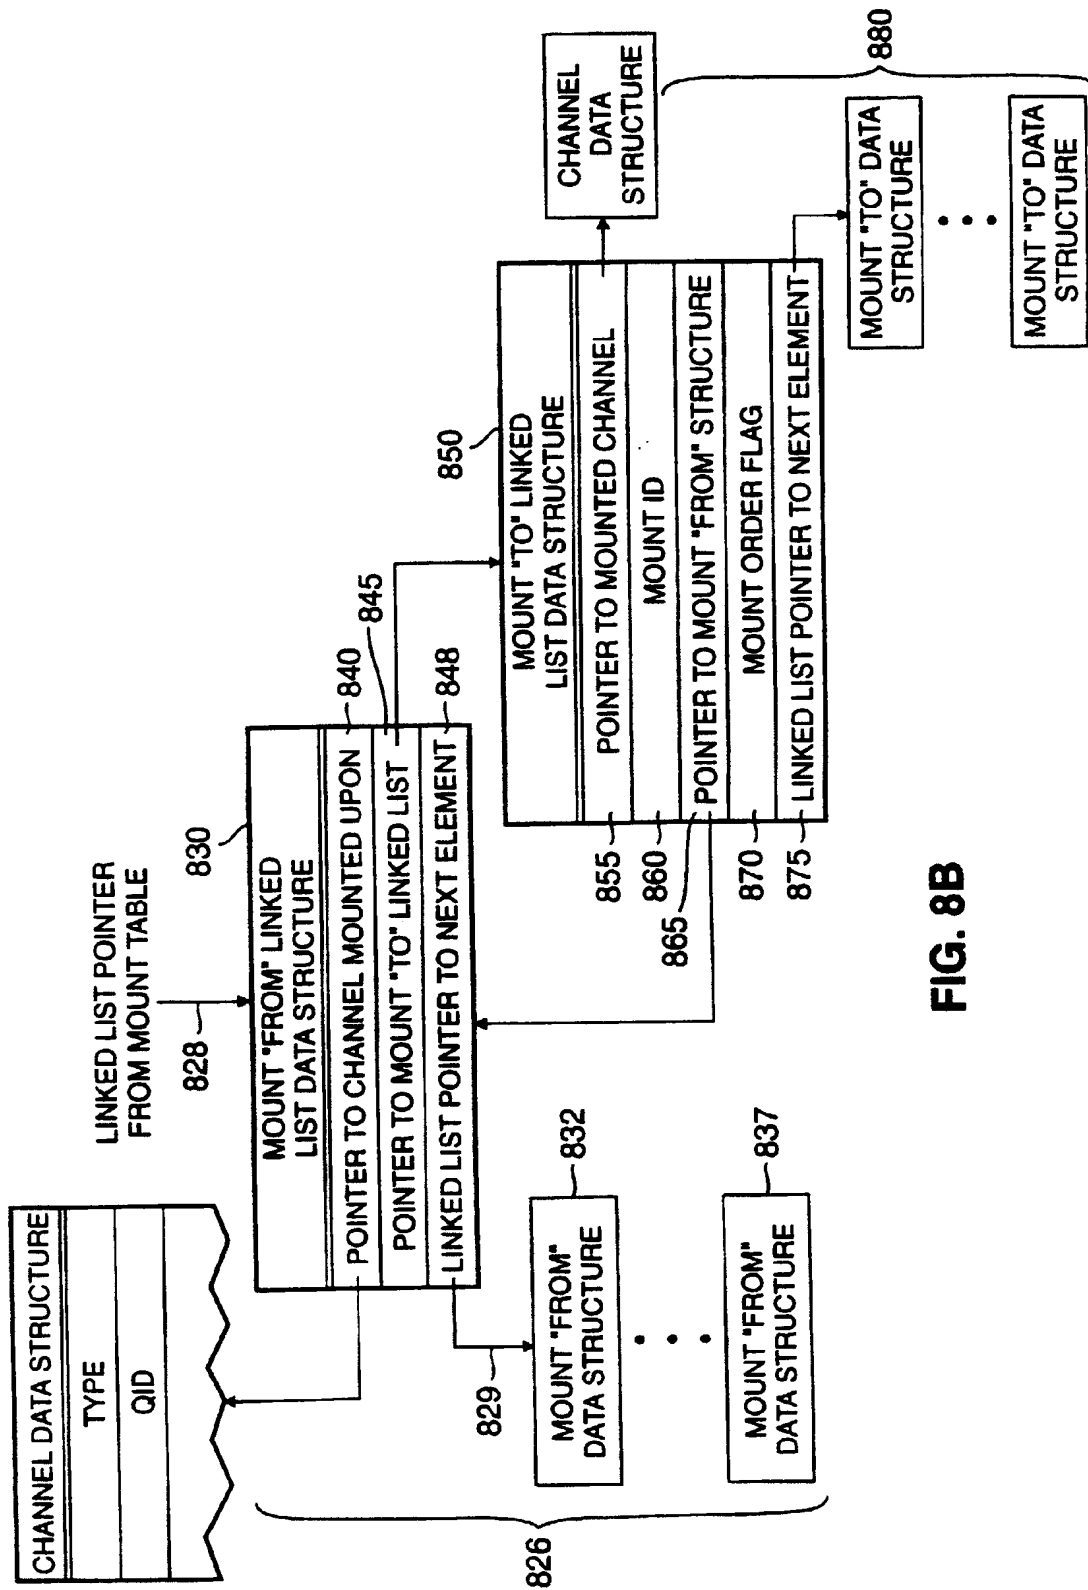 CHANNEL DATA STRUCTURE
TYPE
QID
LINKED LIST POINTER
FROM MOUNT TABLE
828
830
MOUNT "FROM" LINKED
LIST DATA STRUCTURE
POINTER TO CHANNEL MOUNTED UPON
840
POINTER TO MOUNT "TO" LINKED LIST
845
LINKED LIST POINTER TO NEXT ELEMENT
848
829
MOUNT "FROM"
DATA STRUCTURE
832
MOUNT "FROM"
DATA STRUCTURE
837
826
850
MOUNT "TO" LINKED
LIST DATA STRUCTURE
855
POINTER TO MOUNTED CHANNEL
860
MOUNT ID
865
POINTER TO MOUNT "FROM" STRUCTURE
870
MOUNT ORDER FLAG
875
LINKED LIST POINTER TO NEXT ELEMENT
CHANNEL
DATA
STRUCTURE
MOUNT "TO" DATA
STRUCTURE
MOUNT "TO" DATA
STRUCTURE
880
FIG. 8B